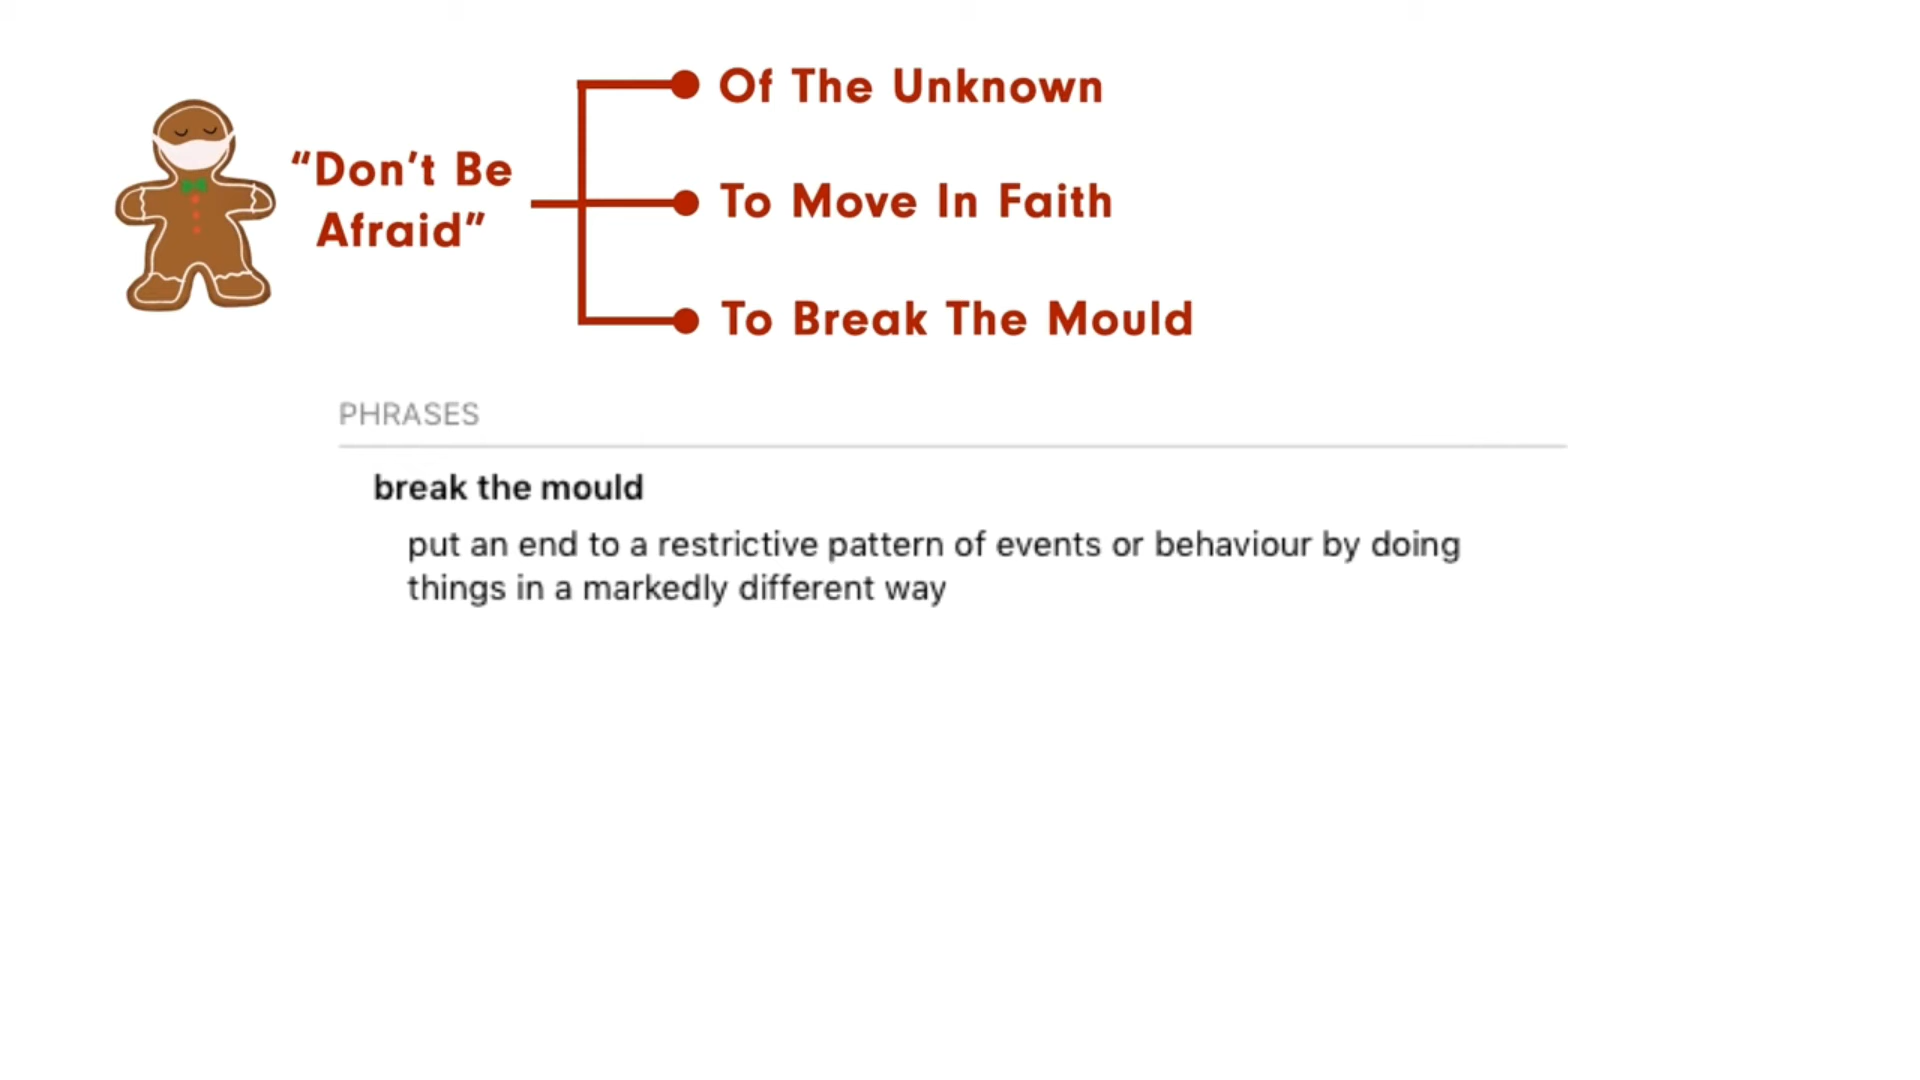 “Don’t Be
Afraid”
Of The Unknown
To Move In Faith
To Break The Mould
PHRASES
break the mould
put an end to a restrictive pattern of events or behaviour by doing
things in a markedly different way